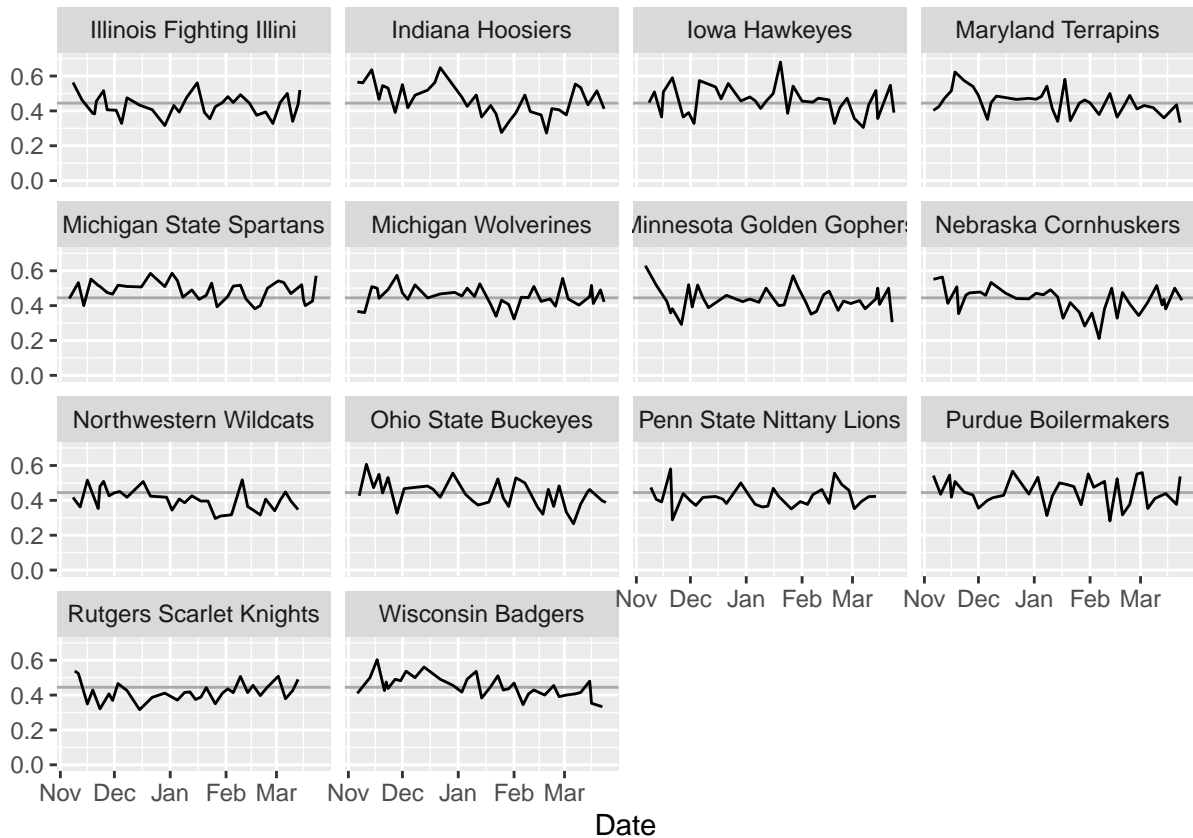 Illinois Fighting Illini Indiana Hoosiers Iowa Hawkeyes Maryland Terrapins
0.6
0.4
0.2
0.0
Michigan State Spartans Michigan Wolverines Minnesota Golden Gophers Nebraska Cornhuskers
0.6
0.4
0.2
0.0
Northwestern Wildcats Ohio State Buckeyes Penn State Nittany Lions Purdue Boilermakers
0.6
0.4
0.2
0.0
Nov Dec Jan Feb Mar Nov Dec Jan Feb Mar
Rutgers Scarlet Knights Wisconsin Badgers
0.6
0.4
0.2
0.0
Nov Dec Jan Feb Mar Nov Dec Jan Feb Mar
Date